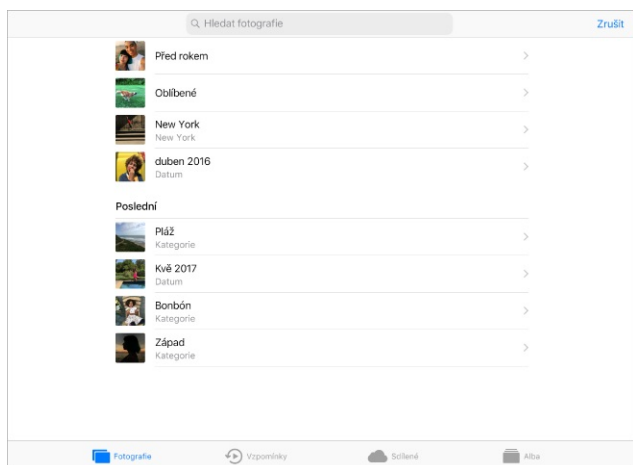 Hledat fotografie
Zrušit
Před rokem
Oblíbené
New York
New York
duben 2016
Datum
Poslední
Pláž
Kategorie
Kvě 2017
Datum
Bonbón
Kategorie
Západ
Kategorie
Fotografie
Vzpomínky
Sdílené
Alba